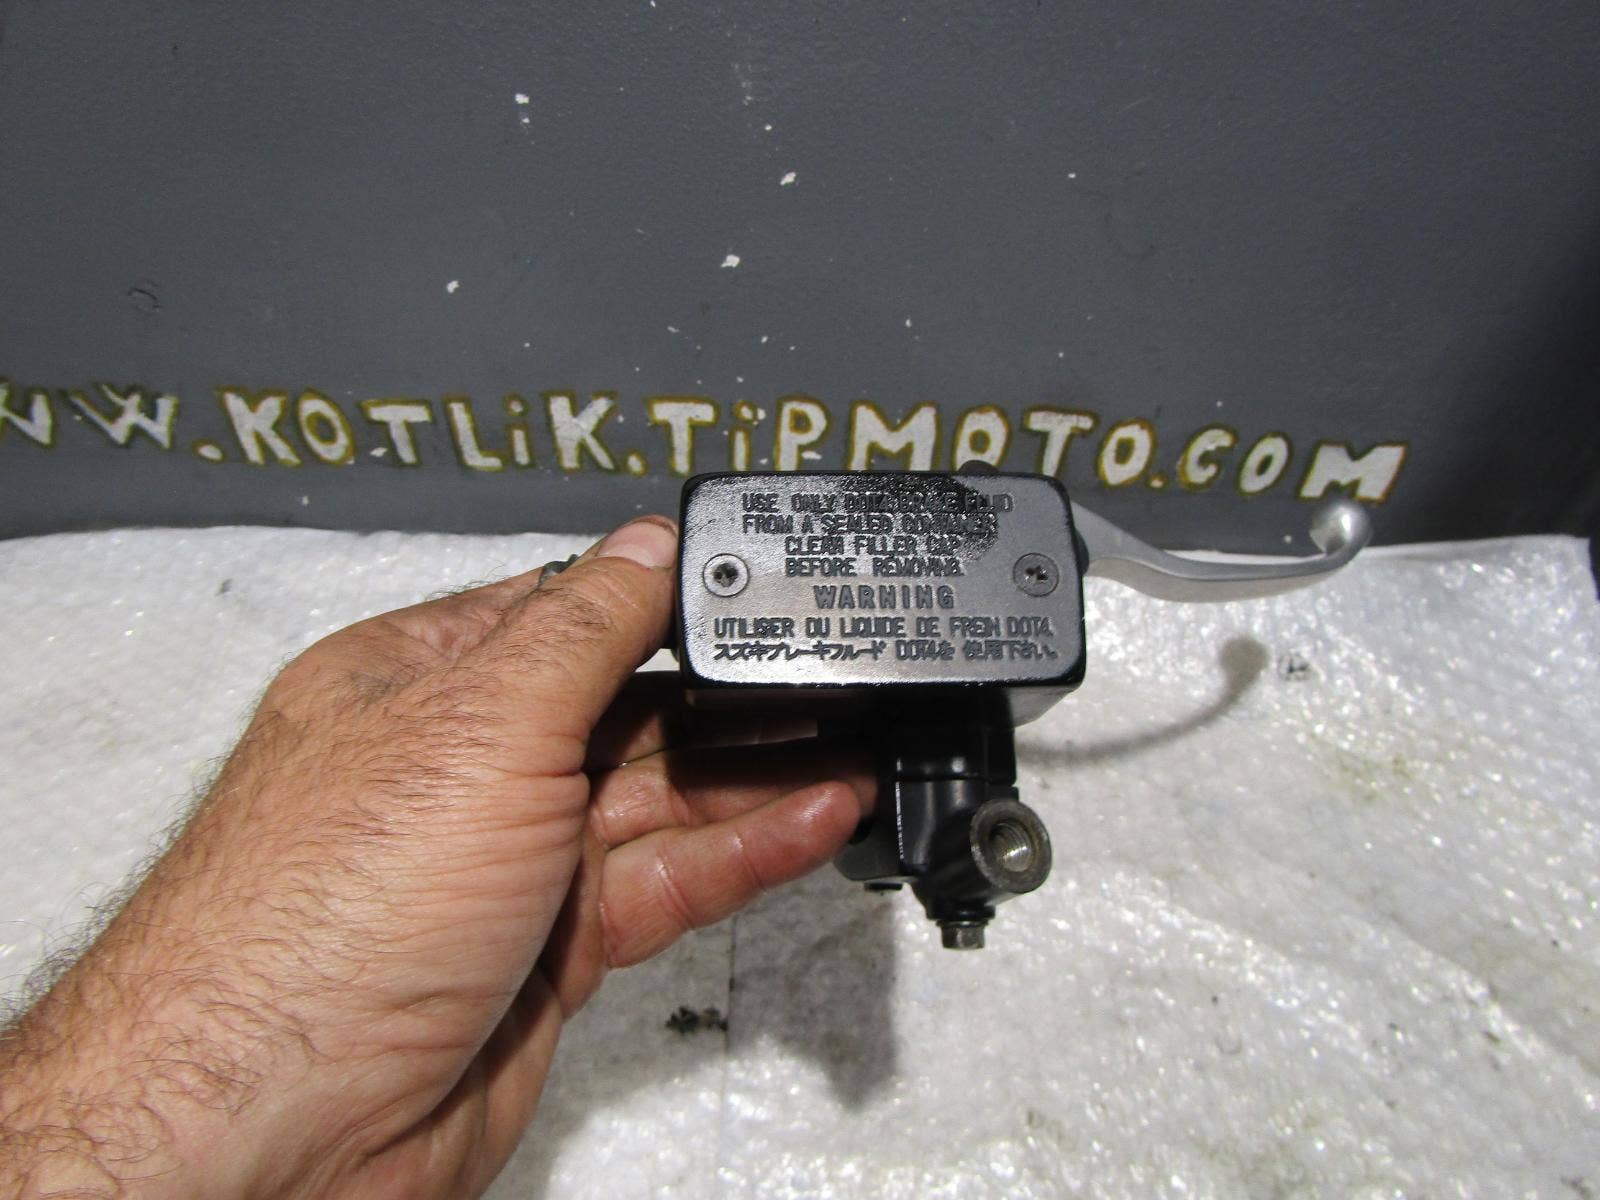 WW.KOTLiK.TiPMOTO.COM
USE ONLY DOT4 BRAKE FLUID
FROM A SEALED CONTAINER
CLEAN FILLER CAP
BEFORE REMOVING.
WARNING
UTILISER DU LIQUIDE DE FREIN DOT4.
スズキブレーキフルード DOT4を 使用下さい。